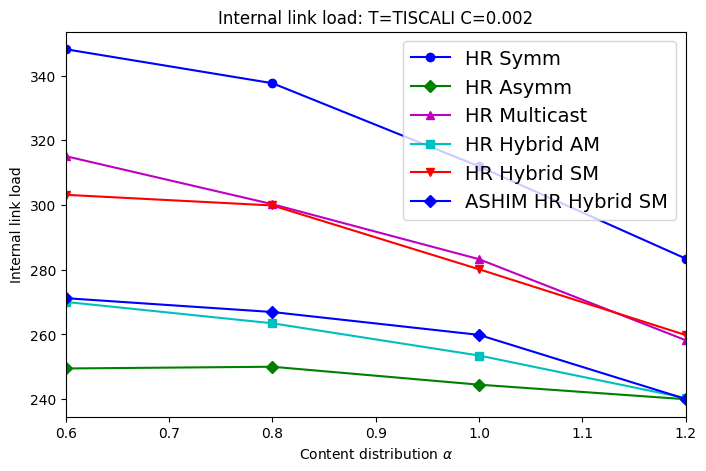 Internal link load: T=TISCALI C=0.002
HR Symm
HR Asymm
HR Multicast
HR Hybrid AM
HR Hybrid SM
ASHIM HR Hybrid SM
Internal link load
340
320
300
280
260
240
0.6
0.7
0.8
0.9
1.0
1.1
1.2
Content distribution α